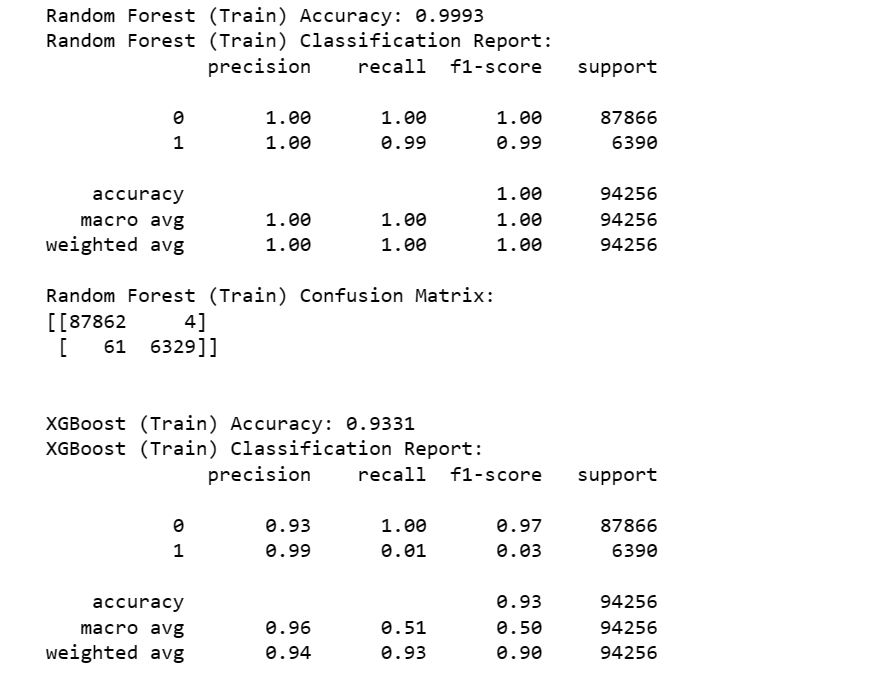 Random Forest (Train) Accuracy: 0.9993
Random Forest (Train) Classification Report:
              precision    recall  f1-score   support

           0       1.00      1.00      1.00     87866
           1       1.00      0.99      0.99      6390

    accuracy                           1.00     94256
   macro avg       1.00      1.00      1.00     94256
weighted avg       1.00      1.00      1.00     94256

Random Forest (Train) Confusion Matrix:
[[87862     4]
 [   61  6329]]

XGBoost (Train) Accuracy: 0.9331
XGBoost (Train) Classification Report:
              precision    recall  f1-score   support

           0       0.93      1.00      0.97     87866
           1       0.99      0.01      0.03      6390

    accuracy                           0.93     94256
   macro avg       0.96      0.51      0.50     94256
weighted avg       0.94      0.93      0.90     94256